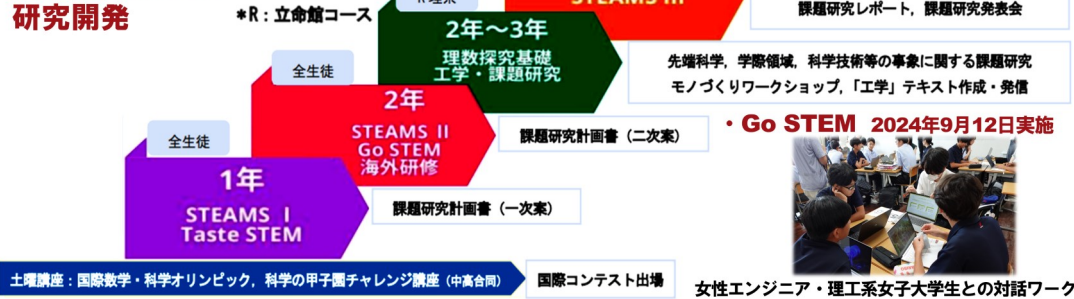 研究開発
*R：立命館コース
R 理系
STEAMS III
課題研究レポート，課題研究発表会
2年～3年
理数探究基礎
工学・課題研究
先端科学，学際領域，科学技術等の事象に関する課題研究
モノづくりワークショップ，「工学」テキスト作成・発信
全生徒
2年
STEAMS II
Go STEM
海外研修
課題研究計画書（二次案）
・Go STEM 2024年9月12日実施
全生徒
1年
STEAMS I
Taste STEM
課題研究計画書（一次案）
土曜講座：国際数学・科学オリンピック，科学の甲子園チャレンジ講座（中高合同）
国際コンテスト出場
女性エンジニア・理工系女子大学生との対話ワーク